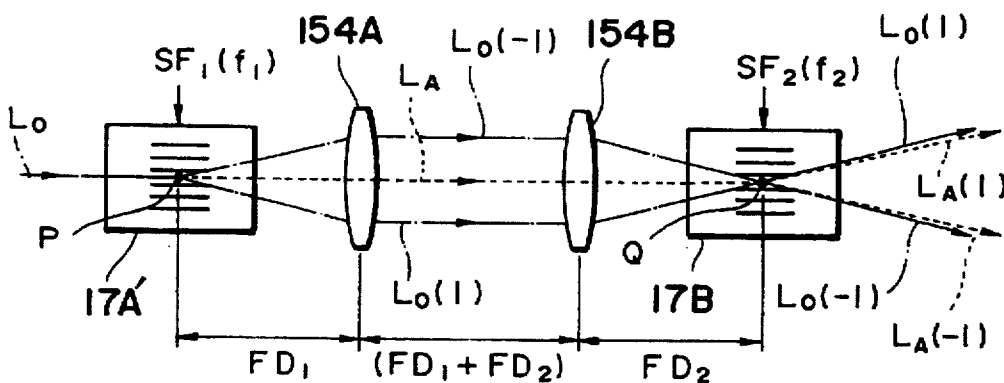 154A
L₀(-1)
154B
L₀(1)
SF₁(f₁)
L_A
SF₂(f₂)
L₀
L_A(1)
P
Q
17A′
L₀(1)
17B
L₀(-1)
L_A(-1)
FD₁
(FD₁+FD₂)
FD₂